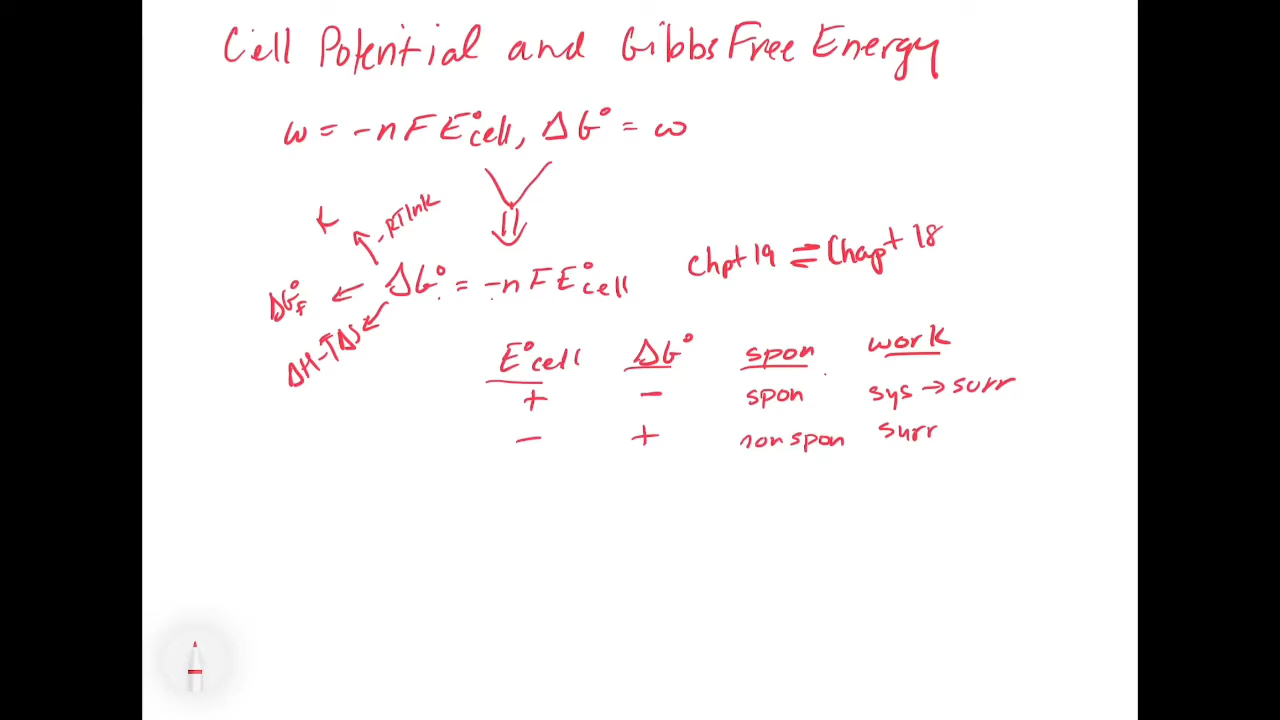 Cell Potential and Gibbs Free Energy
w = -nFE°cell, ΔG° = w
K
-RTlnK
Chpt 19 ⇌ Chapt 18
ΔG°f ← ΔG° = -nFE°cell
ΔH-TΔS
E°cell ΔG° spon work
+ - spon sys → surr
- + nonspon surr